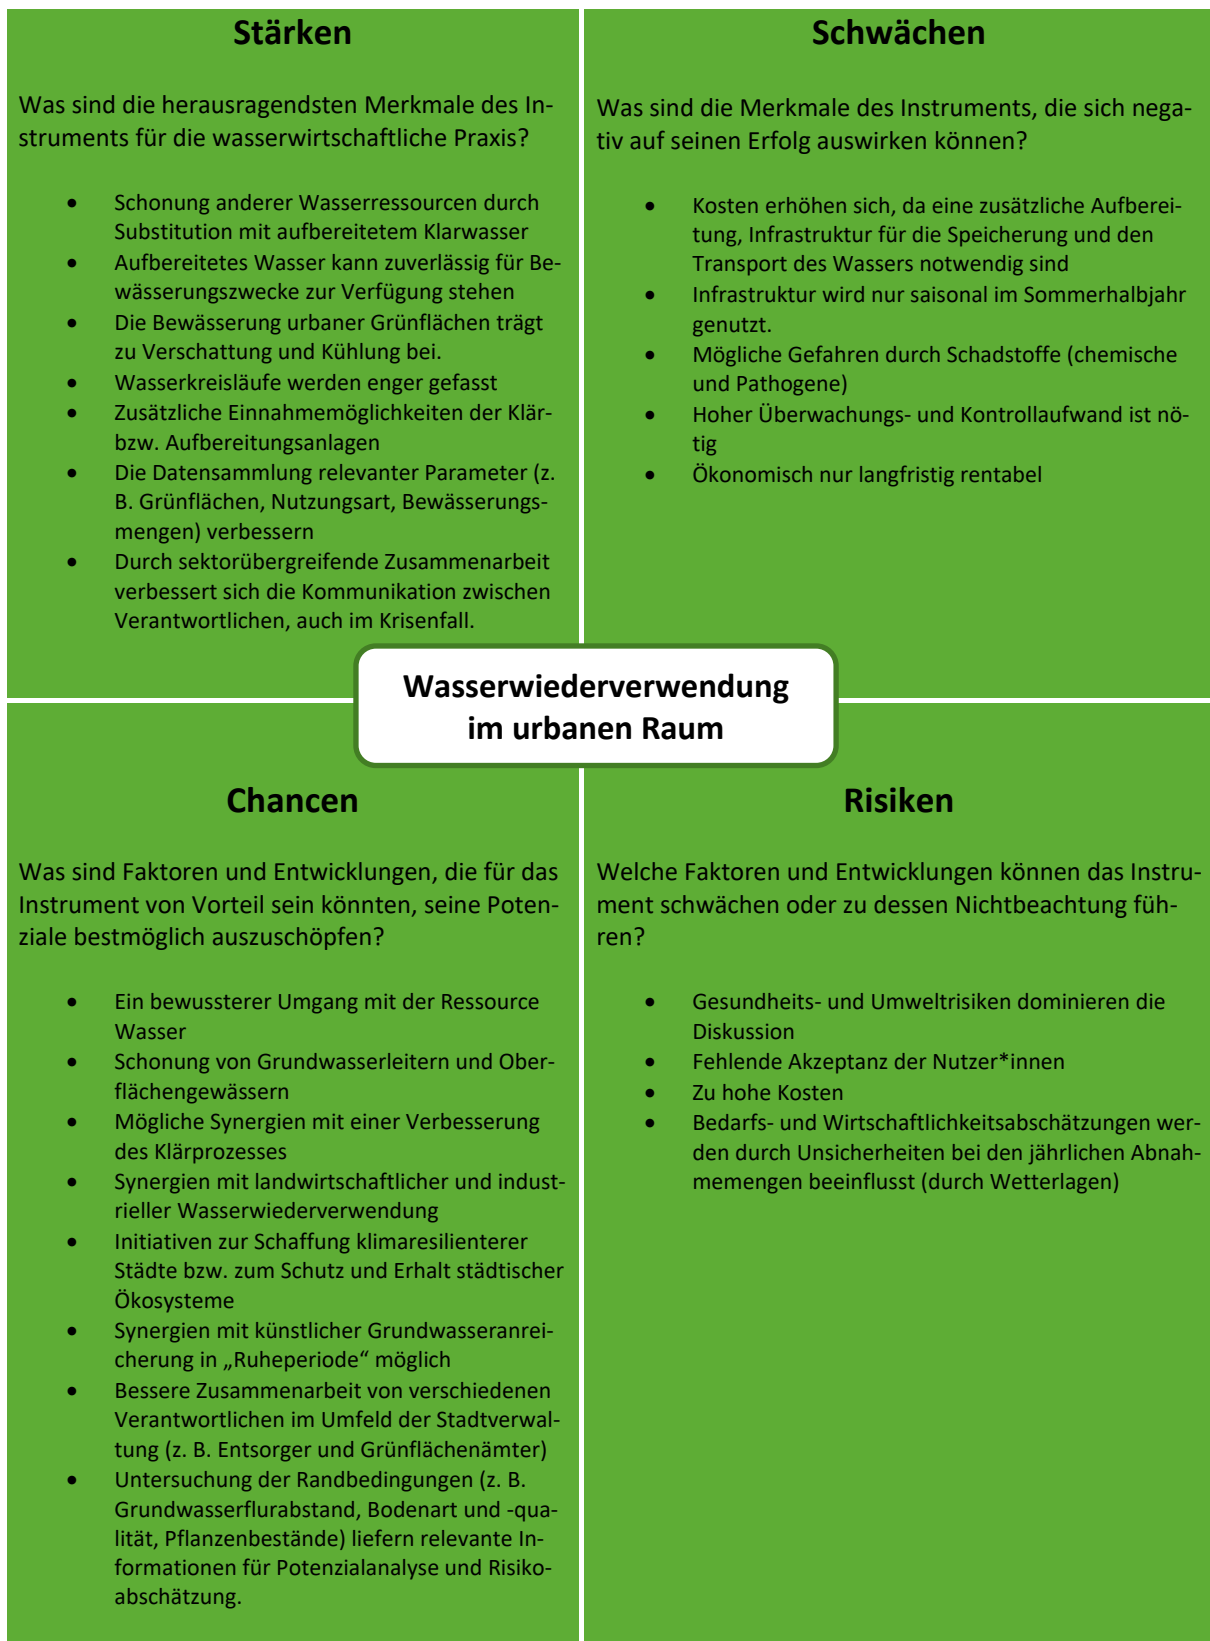 Stärken
Was sind die herausragendsten Merkmale des In-
struments für die wasserwirtschaftliche Praxis?
• Schonung anderer Wasserressourcen durch
Substitution mit aufbereitetem Klarwasser
• Aufbereitetes Wasser kann zuverlässig für Be-
wässerungszwecke zur Verfügung stehen
• Die Bewässerung urbaner Grünflächen trägt
zu Verschattung und Kühlung bei.
• Wasserkreisläufe werden enger gefasst
• Zusätzliche Einnahmemöglichkeiten der Klär-
bzw. Aufbereitungsanlagen
• Die Datensammlung relevanter Parameter (z.
B. Grünflächen, Nutzungsart, Bewässerungs-
mengen) verbessern
• Durch sektorübergreifende Zusammenarbeit
verbessert sich die Kommunikation zwischen
Verantwortlichen, auch im Krisenfall.
Schwächen
Was sind die Merkmale des Instruments, die sich nega-
tiv auf seinen Erfolg auswirken können?
• Kosten erhöhen sich, da eine zusätzliche Aufberei-
tung, Infrastruktur für die Speicherung und den
Transport des Wassers notwendig sind
• Infrastruktur wird nur saisonal im Sommerhalbjahr
genutzt.
• Mögliche Gefahren durch Schadstoffe (chemische
und Pathogene)
• Hoher Überwachungs- und Kontrollaufwand ist nö-
tig
• Ökonomisch nur langfristig rentabel
Wasserwiederverwendung
im urbanen Raum
Chancen
Was sind Faktoren und Entwicklungen, die für das
Instrument von Vorteil sein könnten, seine Poten-
ziale bestmöglich auszuschöpfen?
• Ein bewussterer Umgang mit der Ressource
Wasser
• Schonung von Grundwasserleitern und Ober-
flächengewässern
• Mögliche Synergien mit einer Verbesserung
des Klärprozesses
• Synergien mit landwirtschaftlicher und indust-
rieller Wasserwiederverwendung
• Initiativen zur Schaffung klimaresilienterer
Städte bzw. zum Schutz und Erhalt städtischer
Ökosysteme
• Synergien mit künstlicher Grundwasseranrei-
cherung in „Ruheperiode“ möglich
• Bessere Zusammenarbeit von verschiedenen
Verantwortlichen im Umfeld der Stadtverwal-
tung (z. B. Entsorger und Grünflächenämter)
• Untersuchung der Randbedingungen (z. B.
Grundwasserflurabstand, Bodenart und -qua-
lität, Pflanzenbestände) liefern relevante In-
formationen für Potenzialanalyse und Risiko-
abschätzung.
Risiken
Welche Faktoren und Entwicklungen können das Instru-
ment schwächen oder zu dessen Nichtbeachtung füh-
ren?
• Gesundheits- und Umweltrisiken dominieren die
Diskussion
• Fehlende Akzeptanz der Nutzer*innen
• Zu hohe Kosten
• Bedarfs- und Wirtschaftlichkeitsabschätzungen wer-
den durch Unsicherheiten bei den jährlichen Abnah-
memengen beeinflusst (durch Wetterlagen)